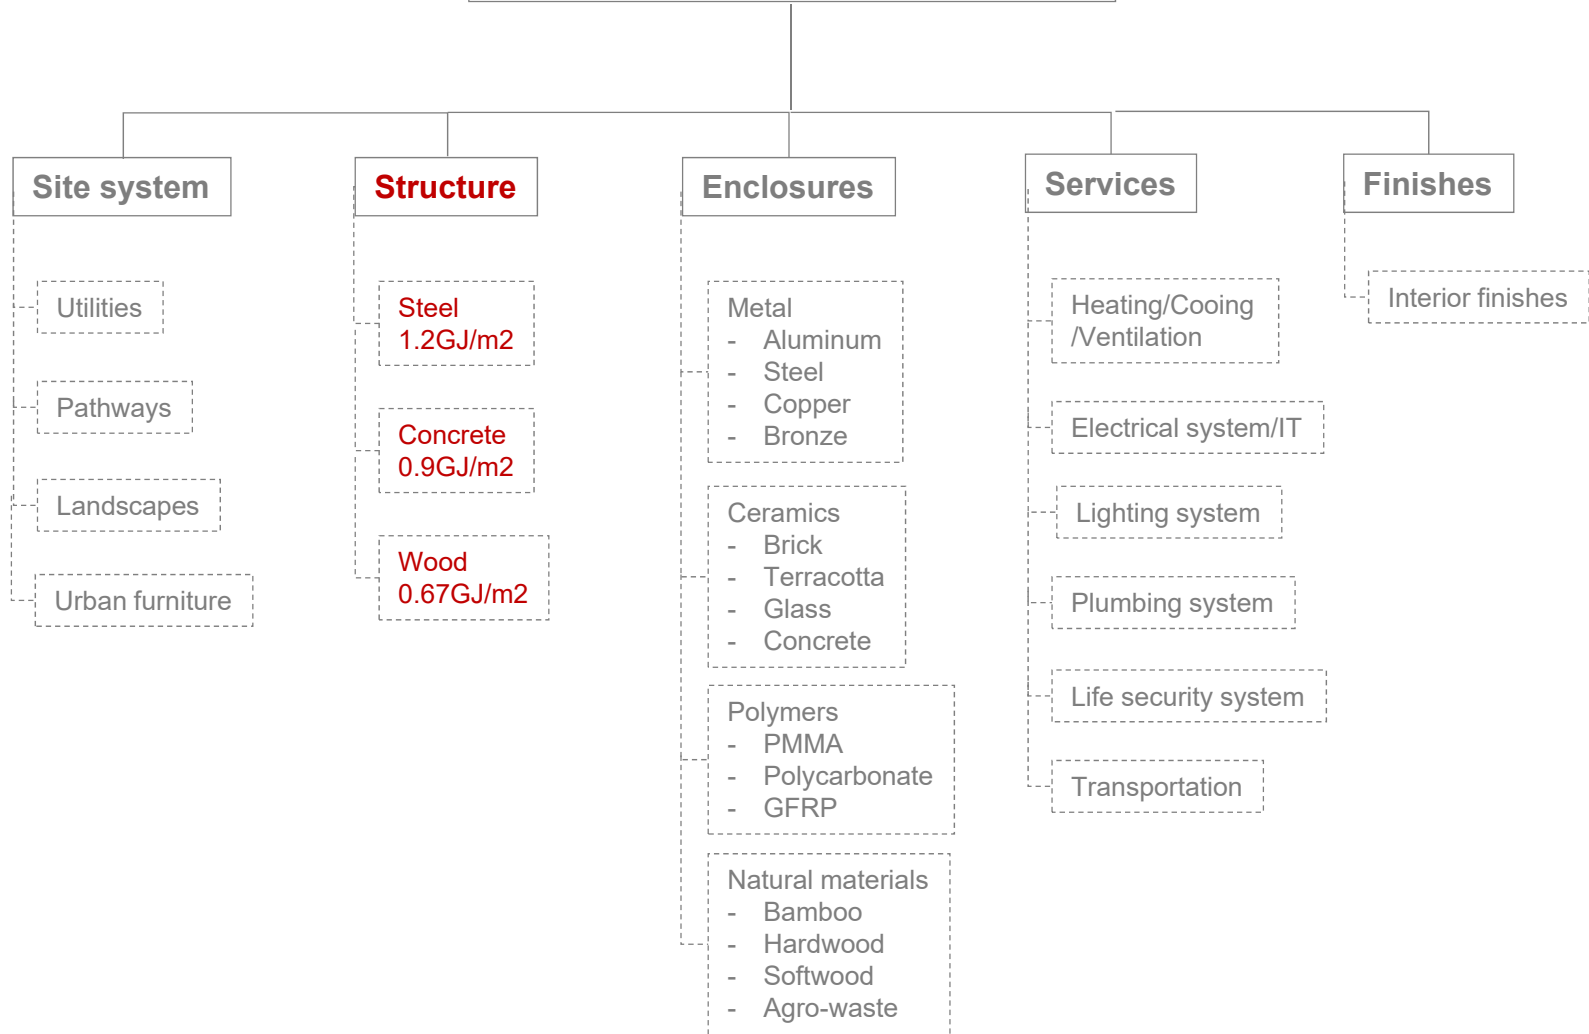 Site system
Utilities
Pathways
Landscapes
Urban furniture
Structure
Steel
1.2GJ/m2
Concrete
0.9GJ/m2
Wood
0.67GJ/m2
Enclosures
Metal
- Aluminum
- Steel
- Copper
- Bronze
Ceramics
- Brick
- Terracotta
- Glass
- Concrete
Polymers
- PMMA
- Polycarbonate
- GFRP
Natural materials
- Bamboo
- Hardwood
- Softwood
- Agro-waste
Services
Heating/Cooing
/Ventilation
Electrical system/IT
Lighting system
Plumbing system
Life security system
Transportation
Finishes
Interior finishes